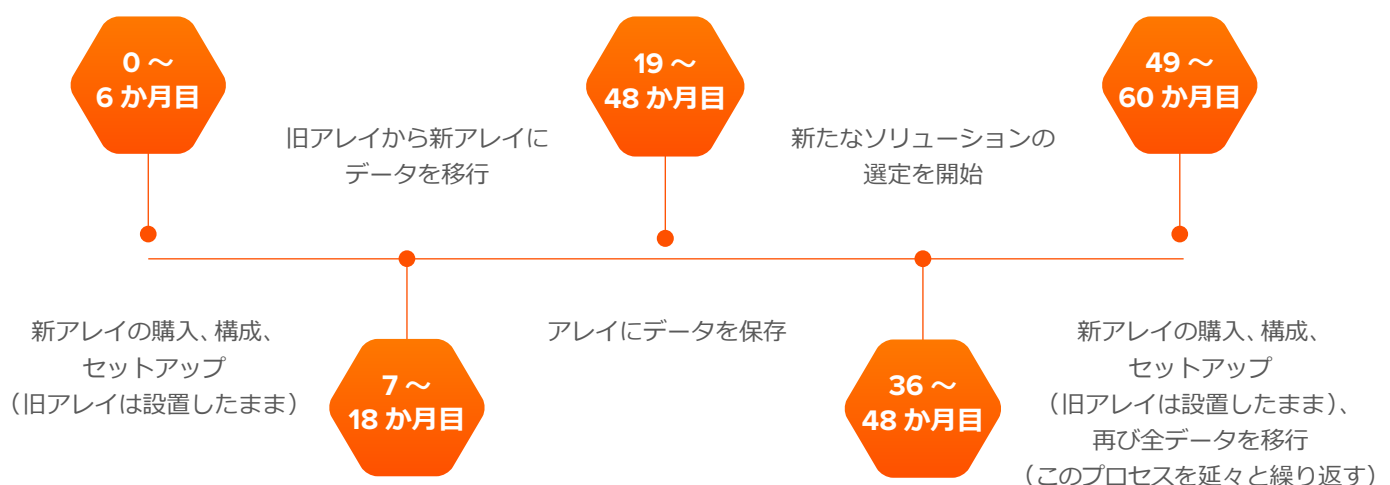 0 ～
6 か月目
新アレイの購入、構成、
セットアップ
（旧アレイは設置したまま）
旧アレイから新アレイに
データを移行
7 ～
18 か月目
19 ～
48 か月目
アレイにデータを保存
新たなソリューションの
選定を開始
36 ～
48 か月目
49 ～
60 か月目
新アレイの購入、構成、
セットアップ
（旧アレイは設置したまま）、
再び全データを移行
（このプロセスを延々と繰り返す）